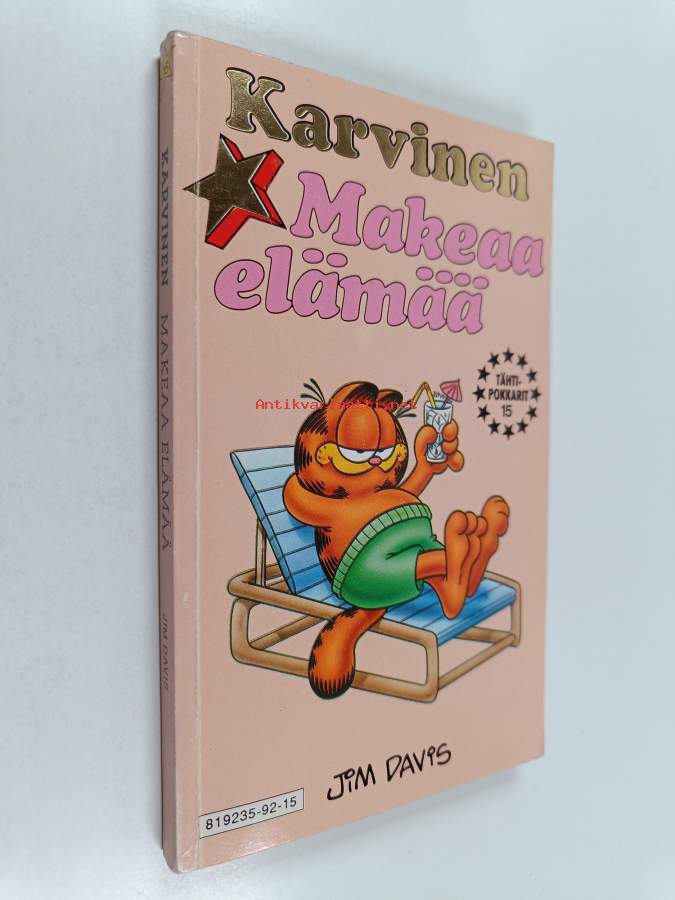 Karvinen
Makeaa
elämää
TÄHTI-
POKKARIT
15
Antikvariaatti.net
JIM DAVIS
819235-92-15
KARVINEN MAKEAA ELÄMÄÄ JIM DAVIS